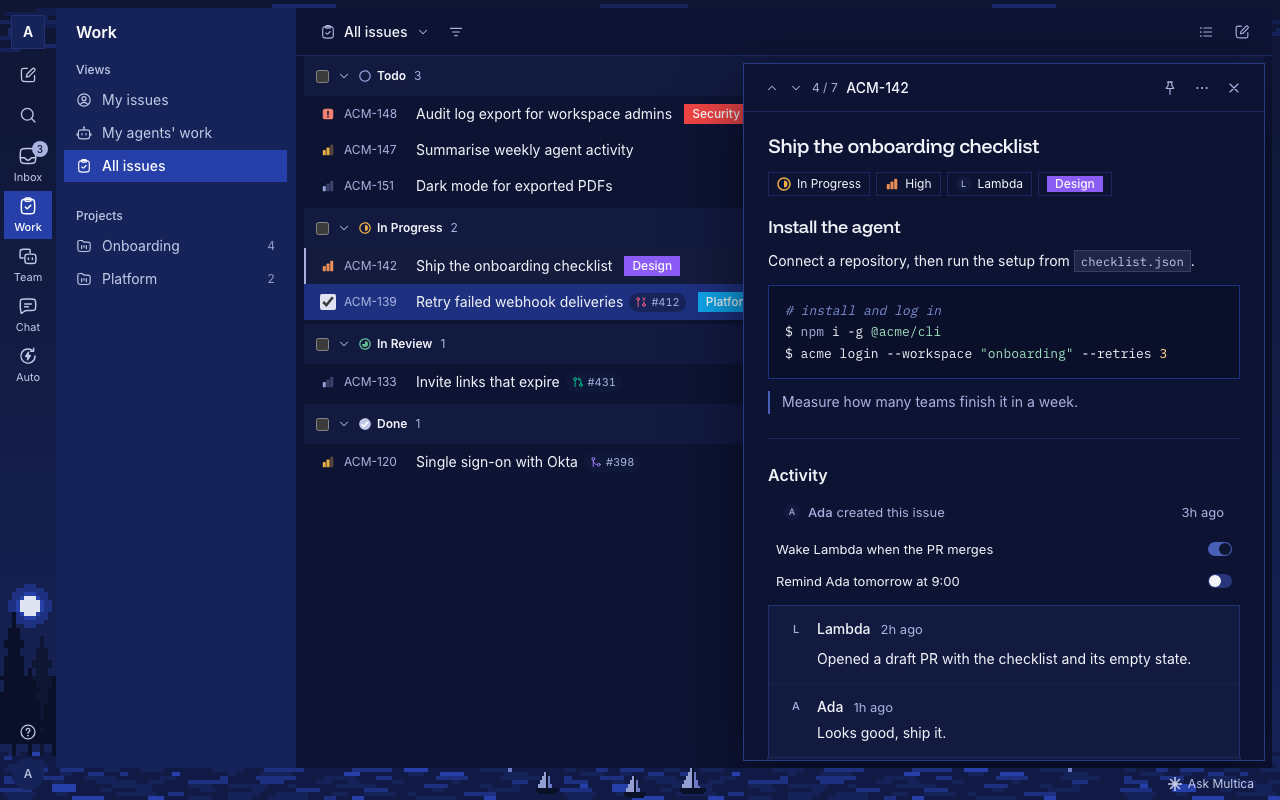 A
Inbox
3
Work
Team
Chat
Auto
A
Work
Views
My issues
My agents' work
All issues
Projects
Onboarding 4
Platform 2
All issues
Todo 3
ACM-148 Audit log export for workspace admins Security
ACM-147 Summarise weekly agent activity
ACM-151 Dark mode for exported PDFs
In Progress 2
ACM-142 Ship the onboarding checklist Design
ACM-139 Retry failed webhook deliveries #412 Platfor
In Review 1
ACM-133 Invite links that expire #431
Done 1
ACM-120 Single sign-on with Okta #398
4 / 7 ACM-142
Ship the onboarding checklist
In Progress High L Lambda Design
Install the agent
Connect a repository, then run the setup from checklist.json.
# install and log in
$ npm i -g @acme/cli
$ acme login --workspace "onboarding" --retries 3
Measure how many teams finish it in a week.
Activity
A Ada created this issue 3h ago
Wake Lambda when the PR merges
Remind Ada tomorrow at 9:00
L Lambda 2h ago
Opened a draft PR with the checklist and its empty state.
A Ada 1h ago
Looks good, ship it.
Ask Multica